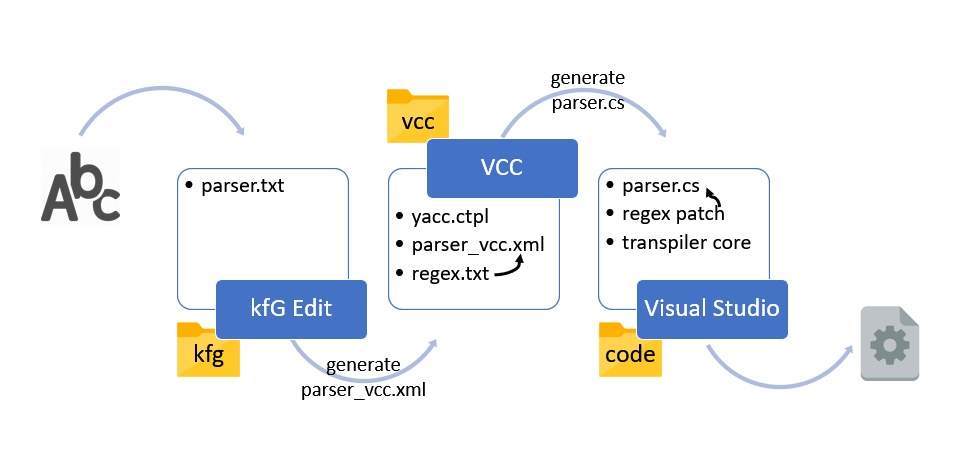 Abc
parser.txt
kfG Edit
kfg
generate
parser_vcc.xml
vcc
VCC
yacc.ctpl
parser_vcc.xml
regex.txt
generate
parser.cs
parser.cs
regex patch
transpiler core
Visual Studio
code